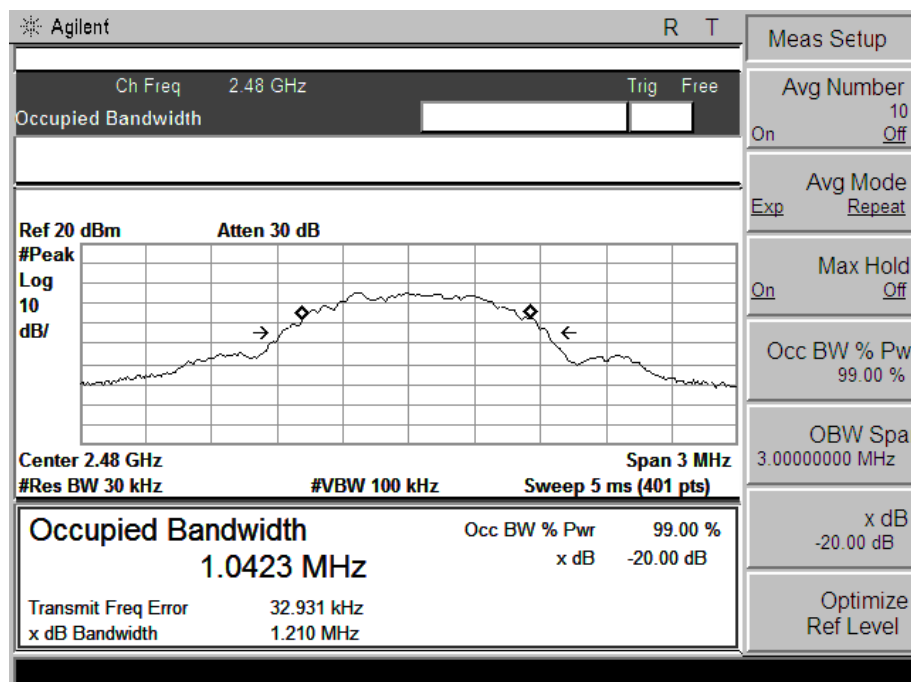 Agilent R T
Ch Freq 2.48 GHz Trig Free
Occupied Bandwidth
Ref 20 dBm Atten 30 dB
#Peak
Log
10
dB/
Center 2.48 GHz Span 3 MHz
#Res BW 30 kHz #VBW 100 kHz Sweep 5 ms (401 pts)
Occupied Bandwidth
1.0423 MHz
Occ BW % Pwr 99.00 %
x dB -20.00 dB
Transmit Freq Error 32.931 kHz
x dB Bandwidth 1.210 MHz
Meas Setup
Avg Number
10
On Off
Avg Mode
Exp Repeat
Max Hold
On Off
Occ BW % Pw
99.00 %
OBW Spa
3.00000000 MHz
x dB
-20.00 dB
Optimize
Ref Level